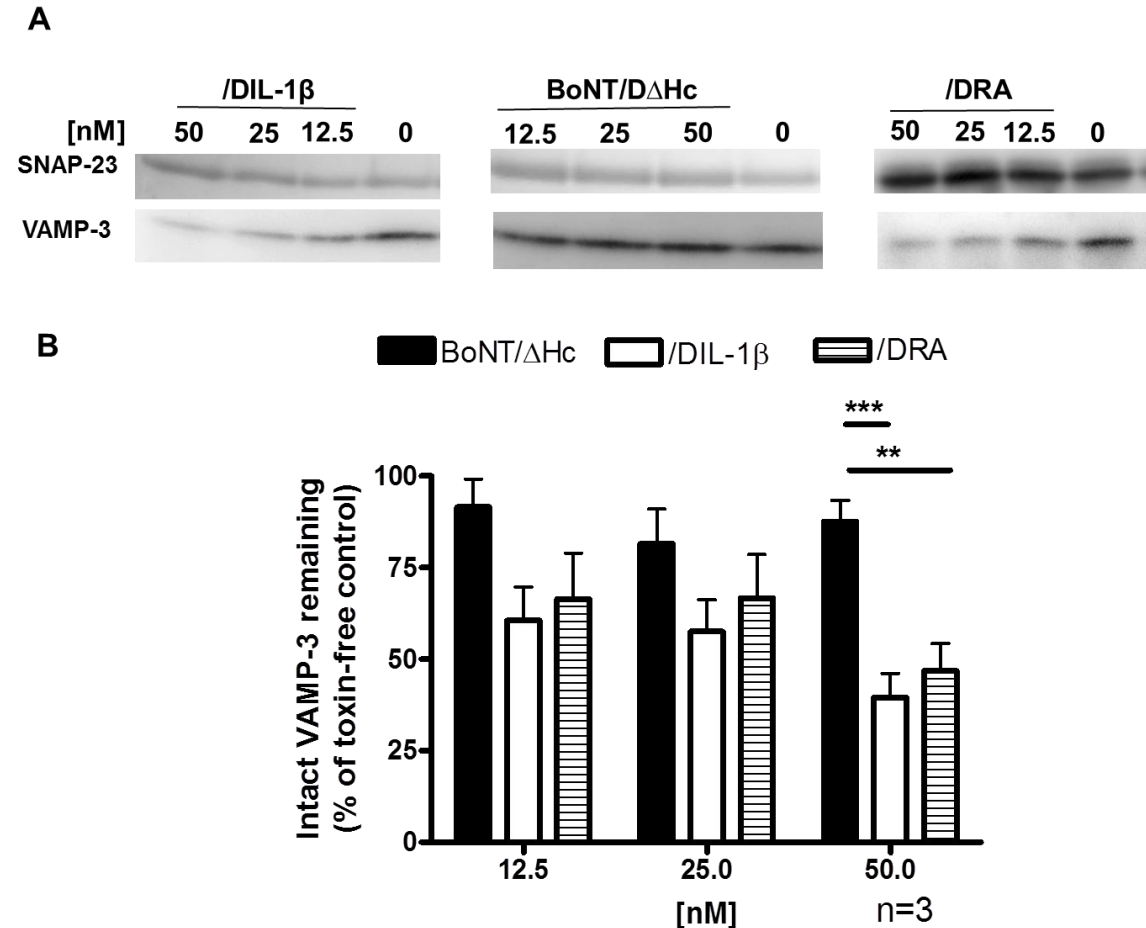 A
/DIL-1β BoNT/DΔHc /DRA
[nM] 50 25 12.5 0 12.5 25 50 0 50 25 12.5 0
SNAP-23
VAMP-3
B
BoNT/ΔHc /DIL-1β /DRA
***
**
Intact VAMP-3 remaining
(% of toxin-free control)
100
75
50
25
0
12.5 25.0 50.0
[nM] n=3